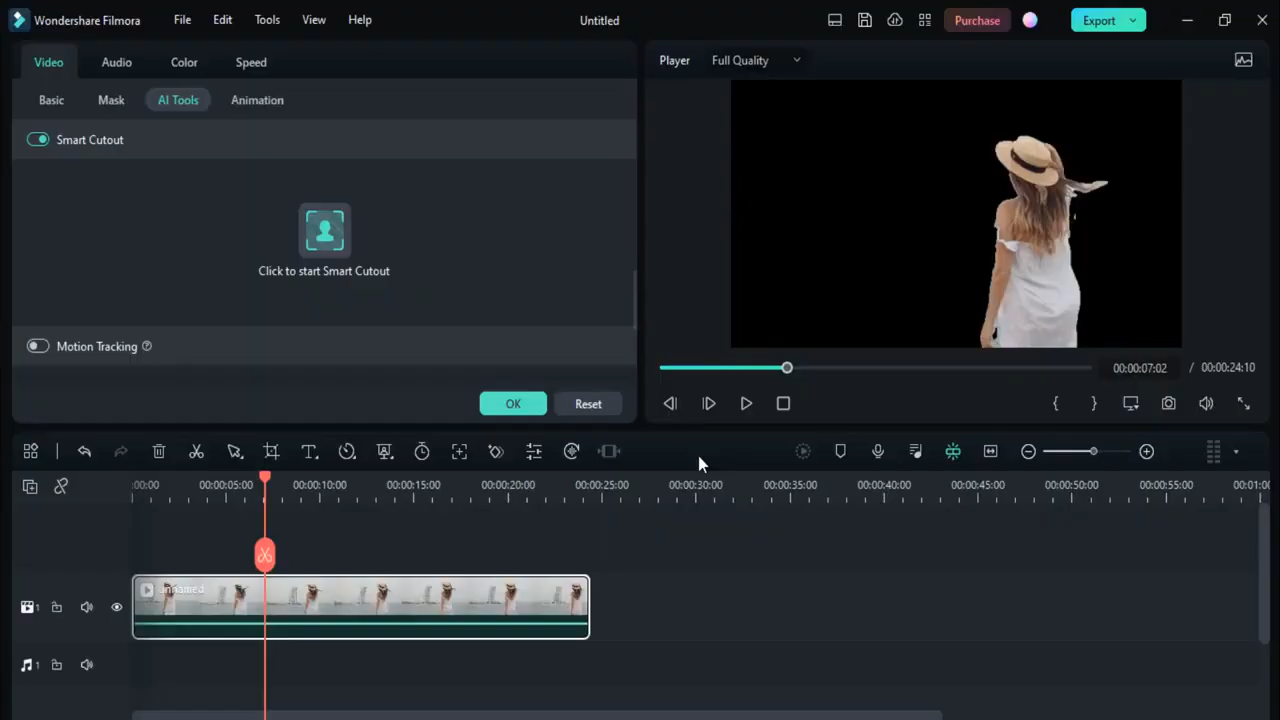 Wondershare Filmora File Edit Tools View Help Untitled Purchase Export
Video Audio Color Speed
Player Full Quality
Basic Mask AI Tools Animation
Smart Cutout
Click to start Smart Cutout
Motion Tracking
00:00:07:02 / 00:00:24:10
OK Reset
:00:00 00:00:05:00 00:00:10:00 00:00:15:00 00:00:20:00 00:00:25:00 00:00:30:00 00:00:35:00 00:00:40:00 00:00:45:00 00:00:50:00 00:00:55:00 00:01:0
1
1